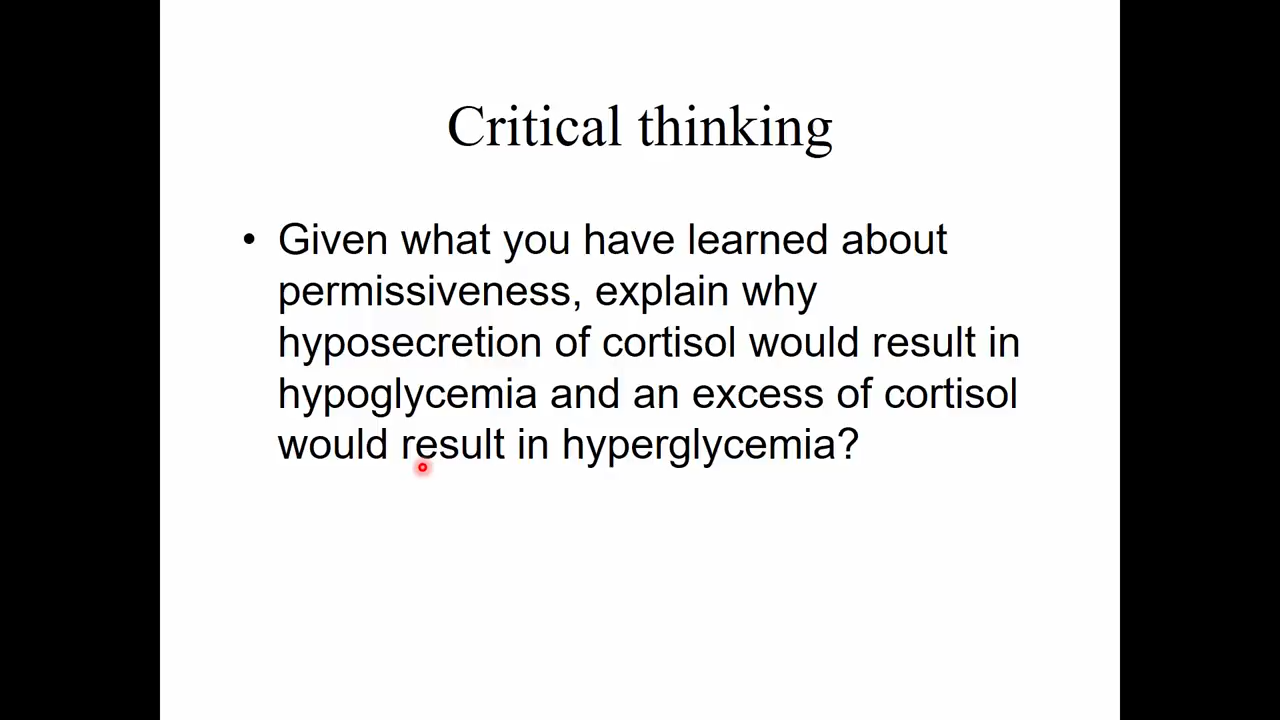 Critical thinking
• Given what you have learned about
permissiveness, explain why
hyposecretion of cortisol would result in
hypoglycemia and an excess of cortisol
would result in hyperglycemia?